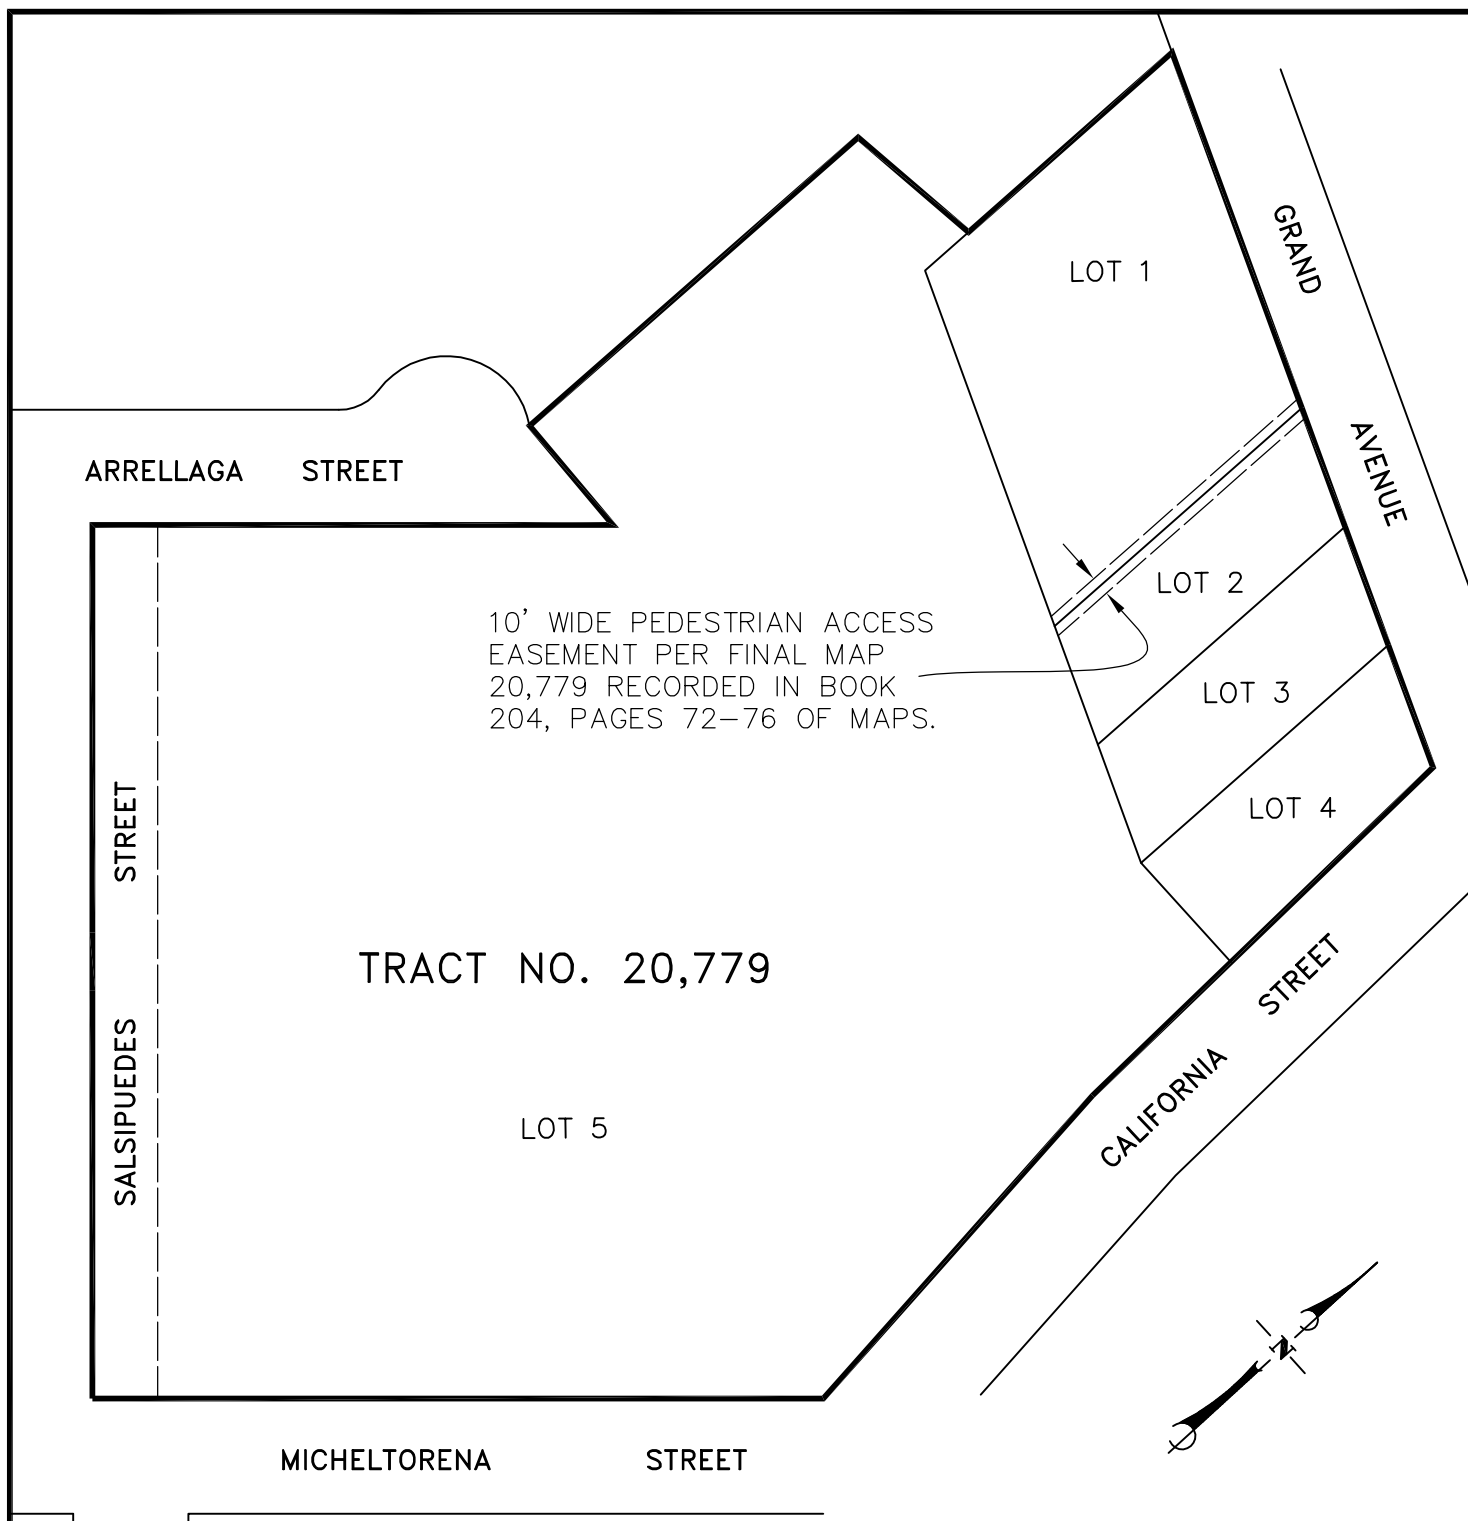 LOT 1
GRAND AVENUE
ARRELLAGA STREET
LOT 2
10' WIDE PEDESTRIAN ACCESS
EASEMENT PER FINAL MAP
20,779 RECORDED IN BOOK
204, PAGES 72–76 OF MAPS.
LOT 3
LOT 4
SALSIPUEDES STREET
TRACT NO. 20,779
CALIFORNIA STREET
LOT 5
N
MICHELTORENA STREET